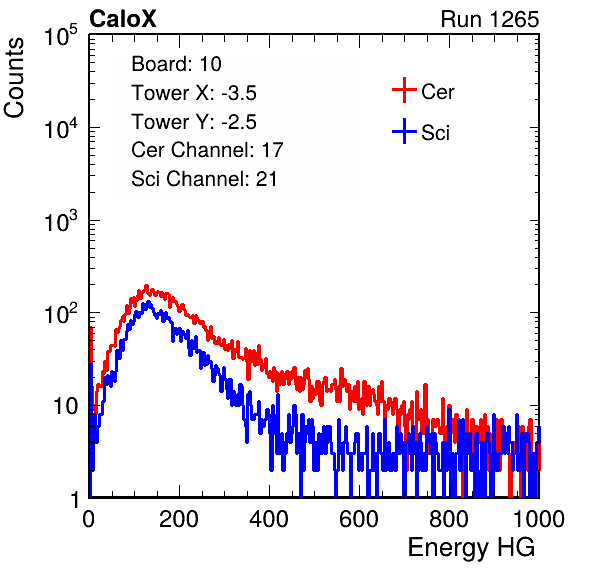 CaloX Run 1265
Counts
10^5
10^4
10^3
10^2
10
1
Board: 10
Tower X: -3.5
Tower Y: -2.5
Cer Channel: 17
Sci Channel: 21
Cer
Sci
0 200 400 600 800 1000
Energy HG